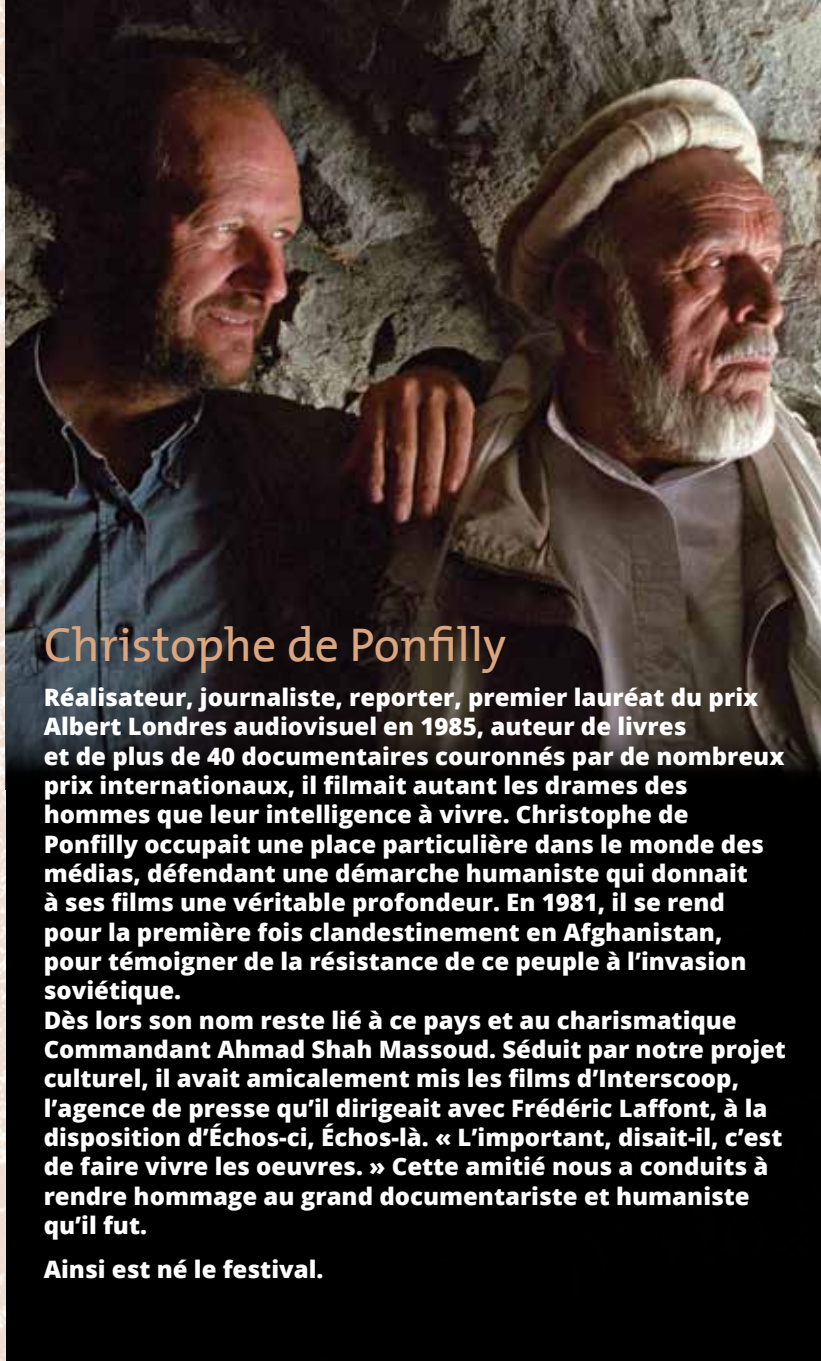 Christophe de Ponfilly
Réalisateur, journaliste, reporter, premier lauréat du prix
Albert Londres audiovisuel en 1985, auteur de livres
et de plus de 40 documentaires couronnés par de nombreux
prix internationaux, il filmait autant les drames des
hommes que leur intelligence à vivre. Christophe de
Ponfilly occupait une place particulière dans le monde des
médias, défendant une démarche humaniste qui donnait
à ses films une véritable profondeur. En 1981, il se rend
pour la première fois clandestinement en Afghanistan,
pour témoigner de la résistance de ce peuple à l’invasion
soviétique.
Dès lors son nom reste lié à ce pays et au charismatique
Commandant Ahmad Shah Massoud. Séduit par notre projet
culturel, il avait amicalement mis les films d’Interscoop,
l’agence de presse qu’il dirigeait avec Frédéric Laffont, à la
disposition d’Échos-ci, Échos-là. « L’important, disait-il, c’est
de faire vivre les oeuvres. » Cette amitié nous a conduits à
rendre hommage au grand documentariste et humaniste
qu’il fut.
Ainsi est né le festival.